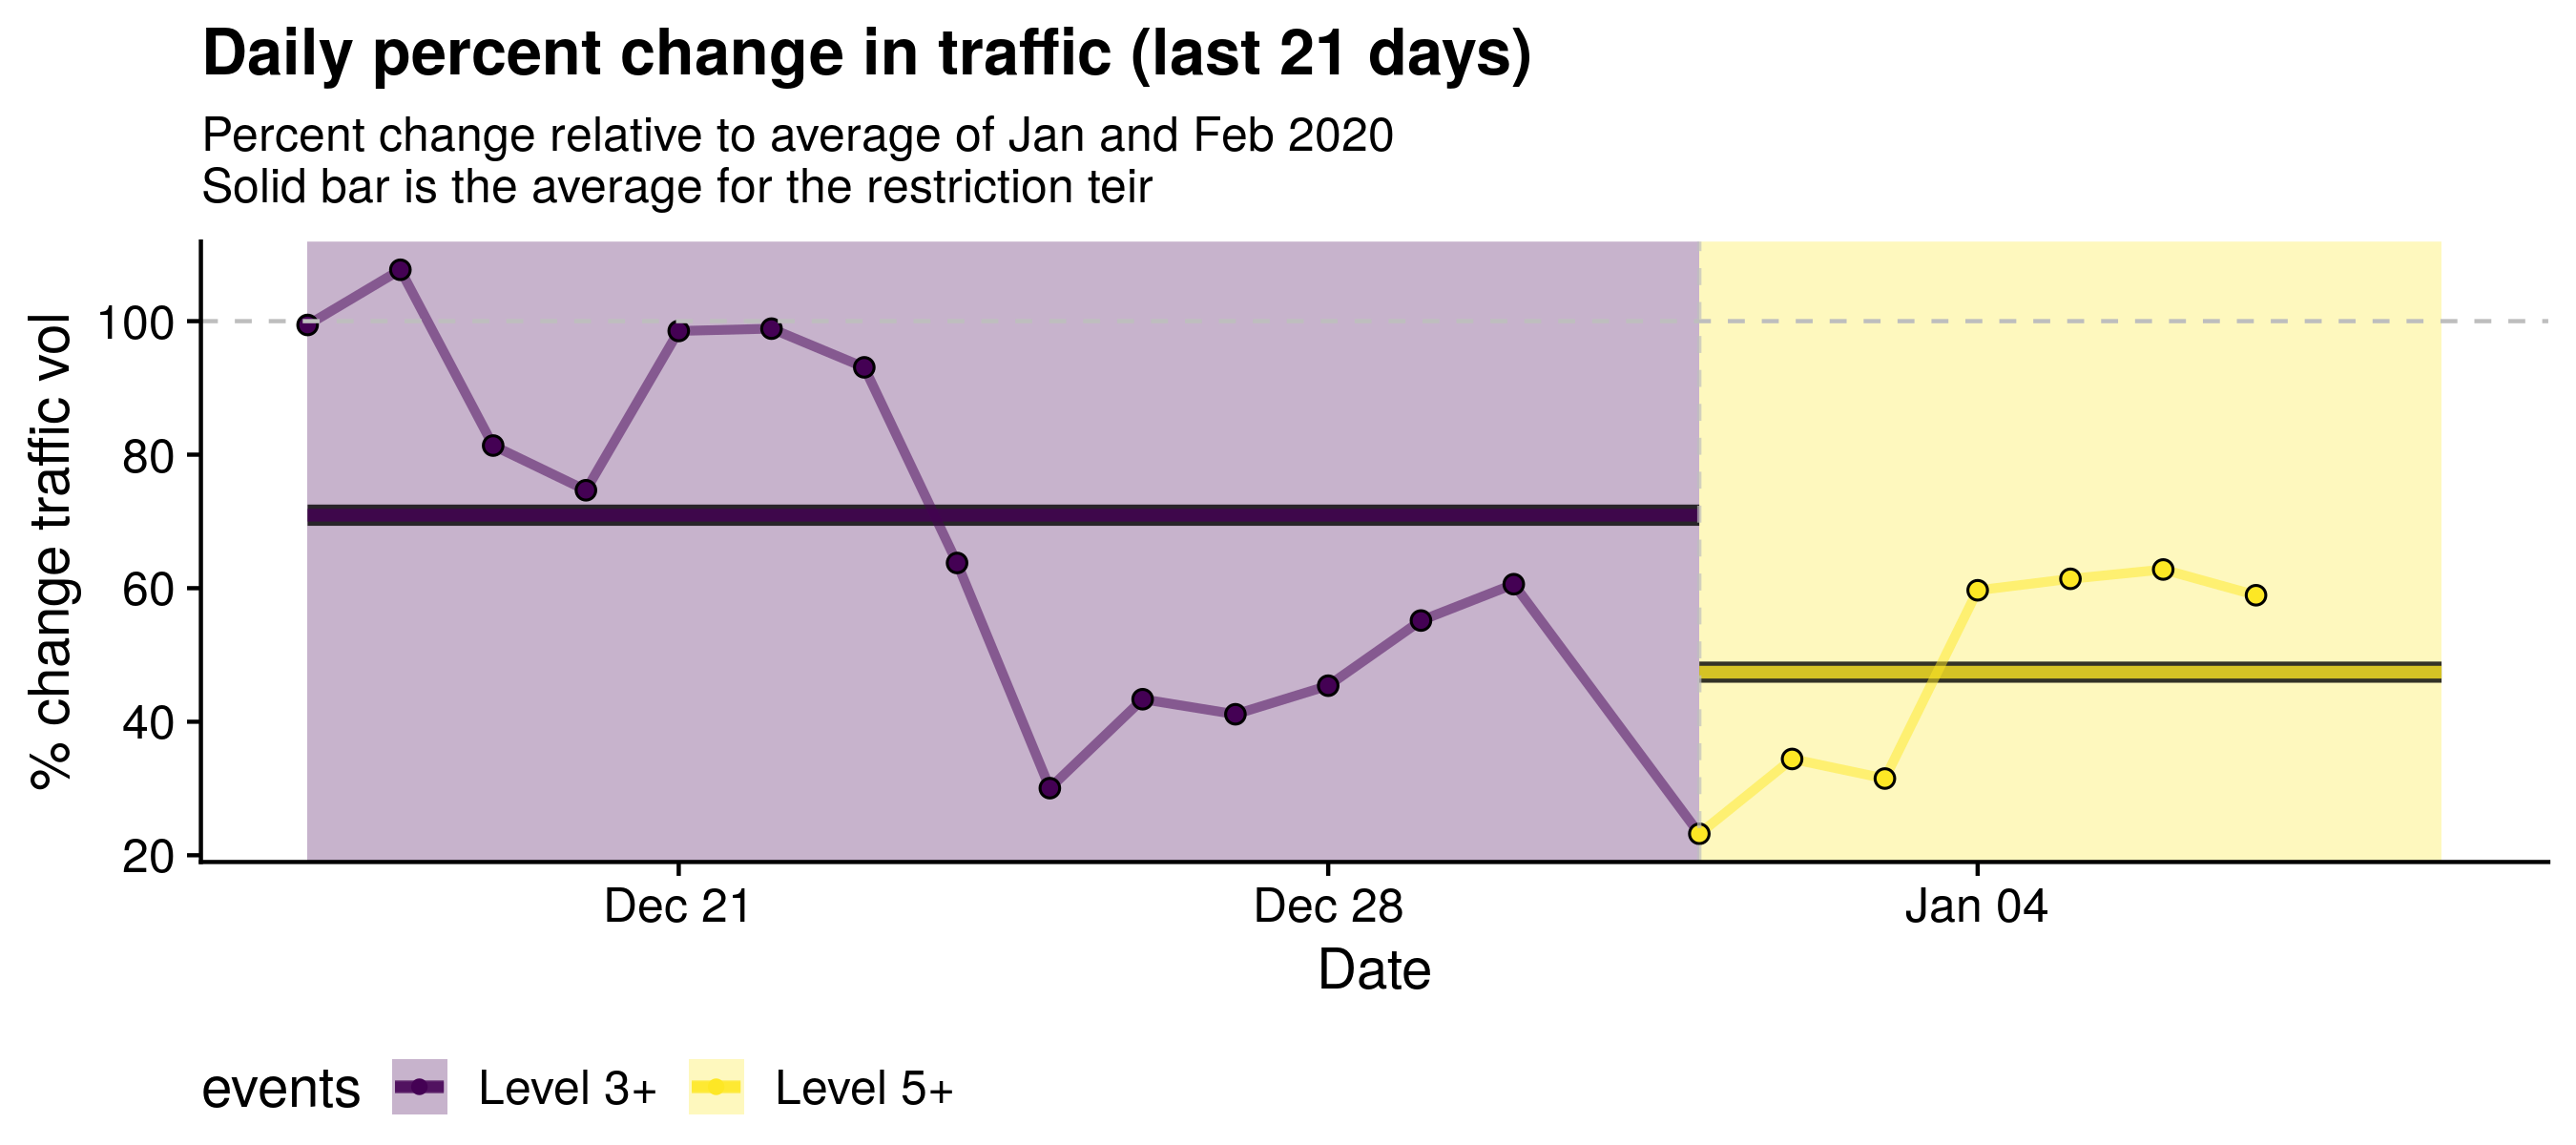 Daily percent change in traffic (last 21 days)
Percent change relative to average of Jan and Feb 2020
Solid bar is the average for the restriction teir
% change traffic vol
100
80
60
40
20
Dec 21
Dec 28
Jan 04
Date
events
Level 3+
Level 5+